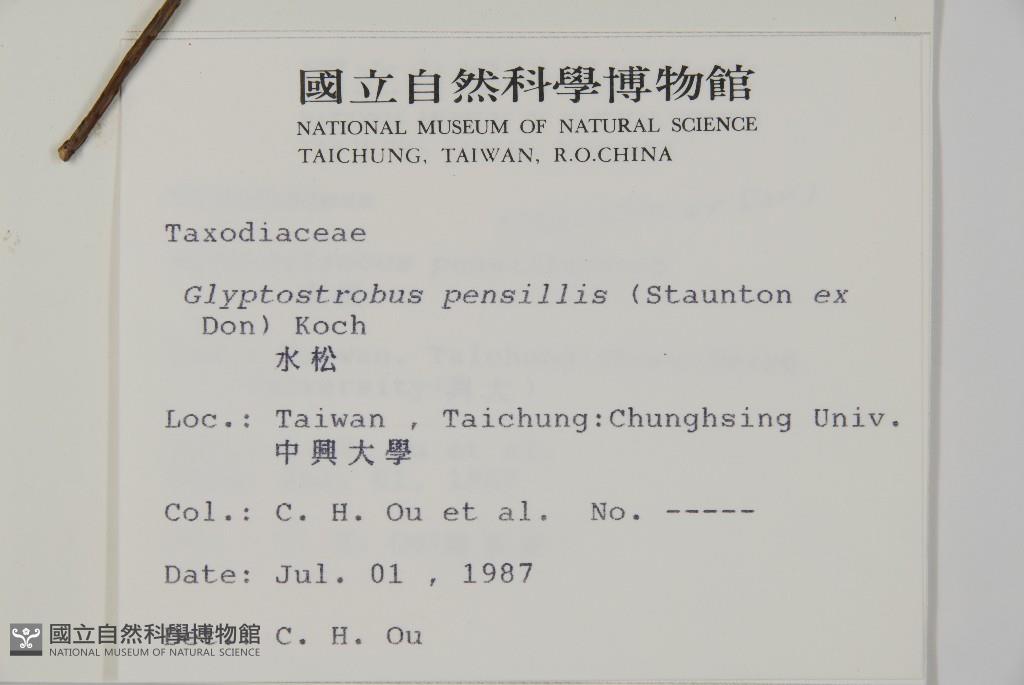 國立自然科學博物館
NATIONAL MUSEUM OF NATURAL SCIENCE
TAICHUNG, TAIWAN, R.O.CHINA
Taxodiaceae
Glyptostrobus pensillis (Staunton ex
Don) Koch
水松
Loc.: Taiwan , Taichung:Chunghsing Univ.
中興大學
Col.: C. H. Ou et al. No. -----
Date: Jul. 01 , 1987
C. H. Ou
國立自然科學博物館
NATIONAL MUSEUM OF NATURAL SCIENCE